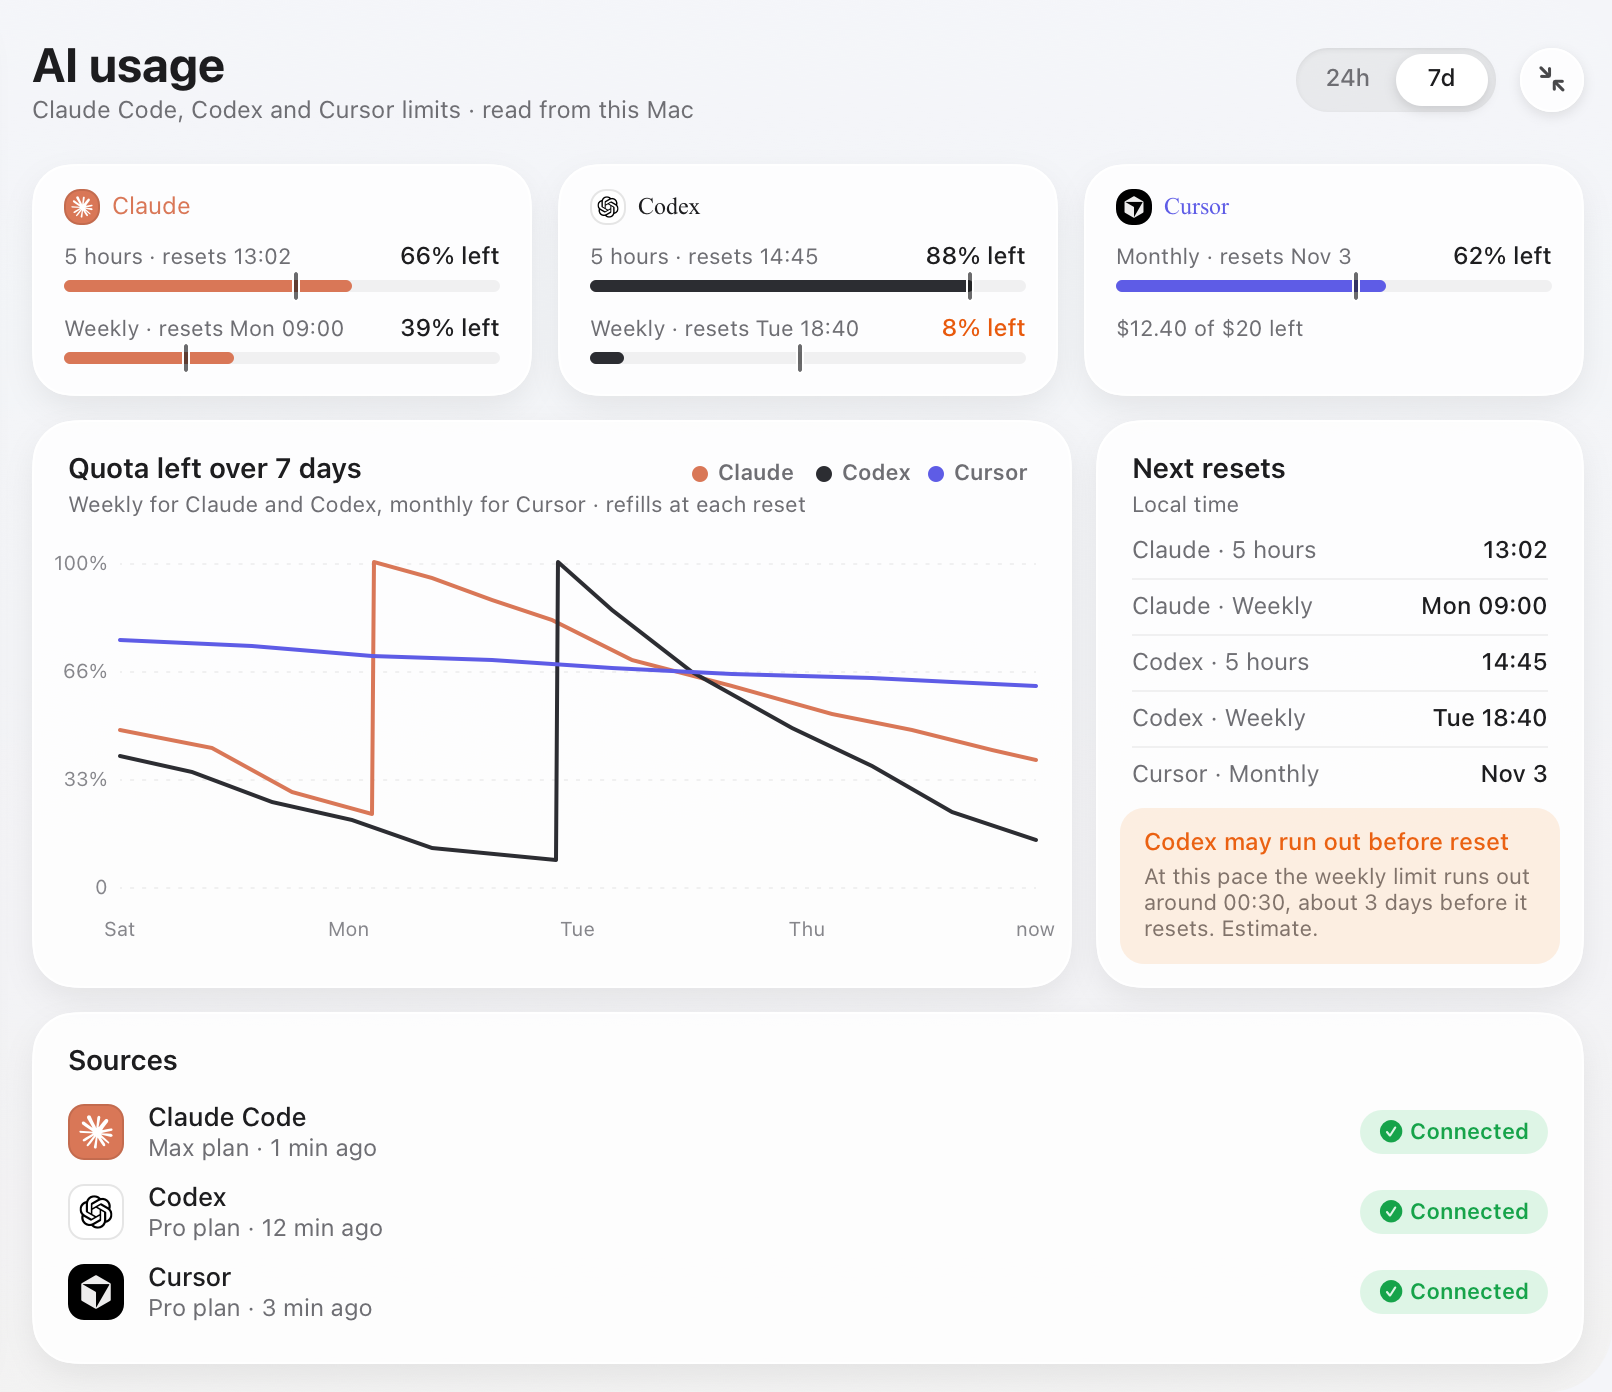 AI usage
Claude Code, Codex and Cursor limits · read from this Mac
24h
7d
Claude
5 hours · resets 13:02
66% left
Weekly · resets Mon 09:00
39% left
Codex
5 hours · resets 14:45
88% left
Weekly · resets Tue 18:40
8% left
Cursor
Monthly · resets Nov 3
62% left
$12.40 of $20 left
Quota left over 7 days
Claude
Codex
Cursor
Weekly for Claude and Codex, monthly for Cursor · refills at each reset
100%
66%
33%
0
Sat
Mon
Tue
Thu
now
Next resets
Local time
Claude · 5 hours
13:02
Claude · Weekly
Mon 09:00
Codex · 5 hours
14:45
Codex · Weekly
Tue 18:40
Cursor · Monthly
Nov 3
Codex may run out before reset
At this pace the weekly limit runs out
around 00:30, about 3 days before it
resets. Estimate.
Sources
Claude Code
Max plan · 1 min ago
Connected
Codex
Pro plan · 12 min ago
Connected
Cursor
Pro plan · 3 min ago
Connected